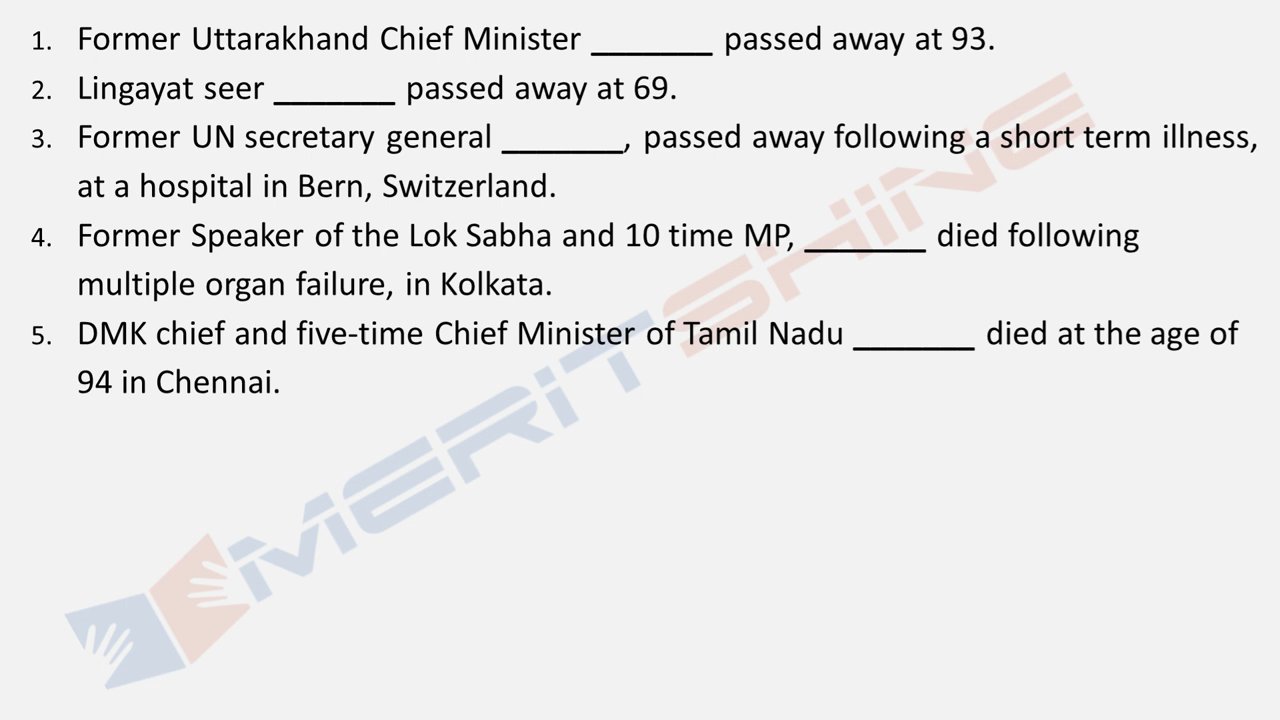 1. Former Uttarakhand Chief Minister _______ passed away at 93.
2. Lingayat seer _______ passed away at 69.
3. Former UN secretary general _______, passed away following a short term illness,
at a hospital in Bern, Switzerland.
4. Former Speaker of the Lok Sabha and 10 time MP, _______ died following
multiple organ failure, in Kolkata.
5. DMK chief and five-time Chief Minister of Tamil Nadu _______ died at the age of
94 in Chennai.
MERiT SHiNE